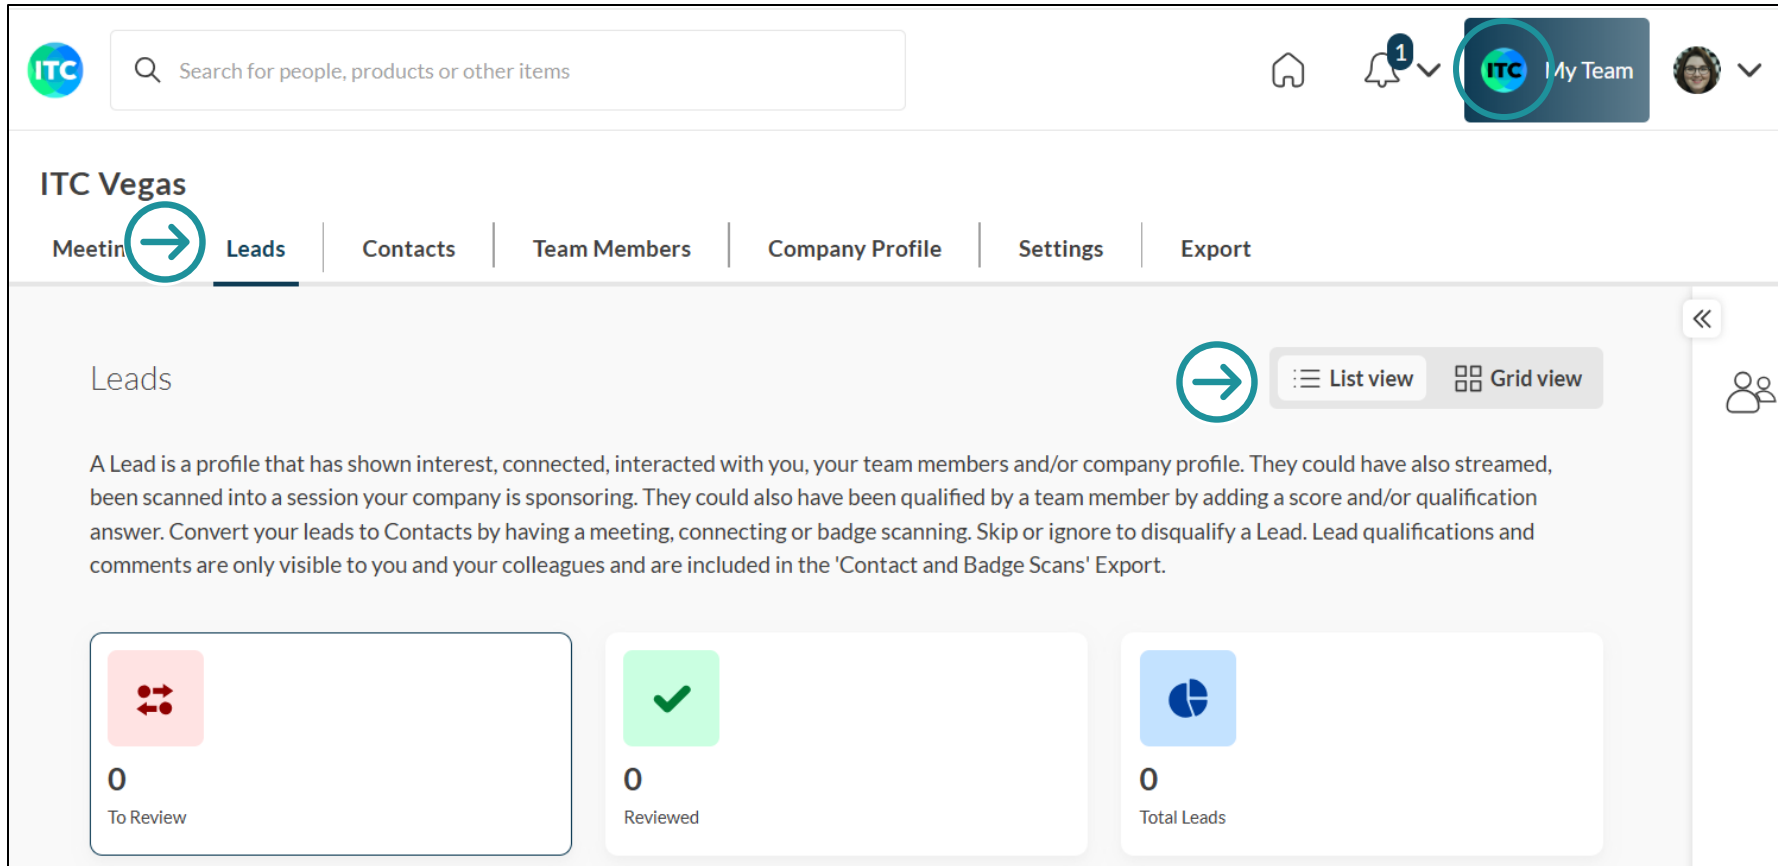 ITC
Search for people, products or other items
1
ITC
My Team
ITC Vegas
Leads
Contacts
Team Members
Company Profile
Settings
Export
Leads
List view
Grid view
A Lead is a profile that has shown interest, connected, interacted with you, your team members and/or company profile. They could have also streamed,
been scanned into a session your company is sponsoring. They could also have been qualified by a team member by adding a score and/or qualification
answer. Convert your leads to Contacts by having a meeting, connecting or badge scanning. Skip or ignore to disqualify a Lead. Lead qualifications and
comments are only visible to you and your colleagues and are included in the 'Contact and Badge Scans' Export.
0
To Review
0
Reviewed
0
Total Leads